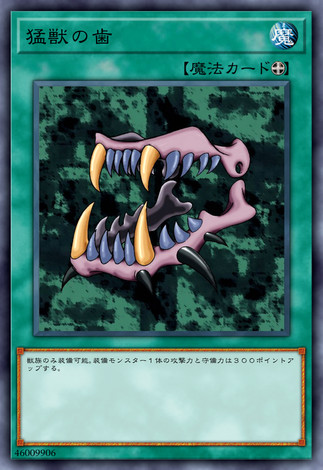 猛獣の歯
魔
【魔法カード】
獣族のみ装備可能。装備モンスター1体の攻撃力と守備力は300ポイントア
ップする。
46009906